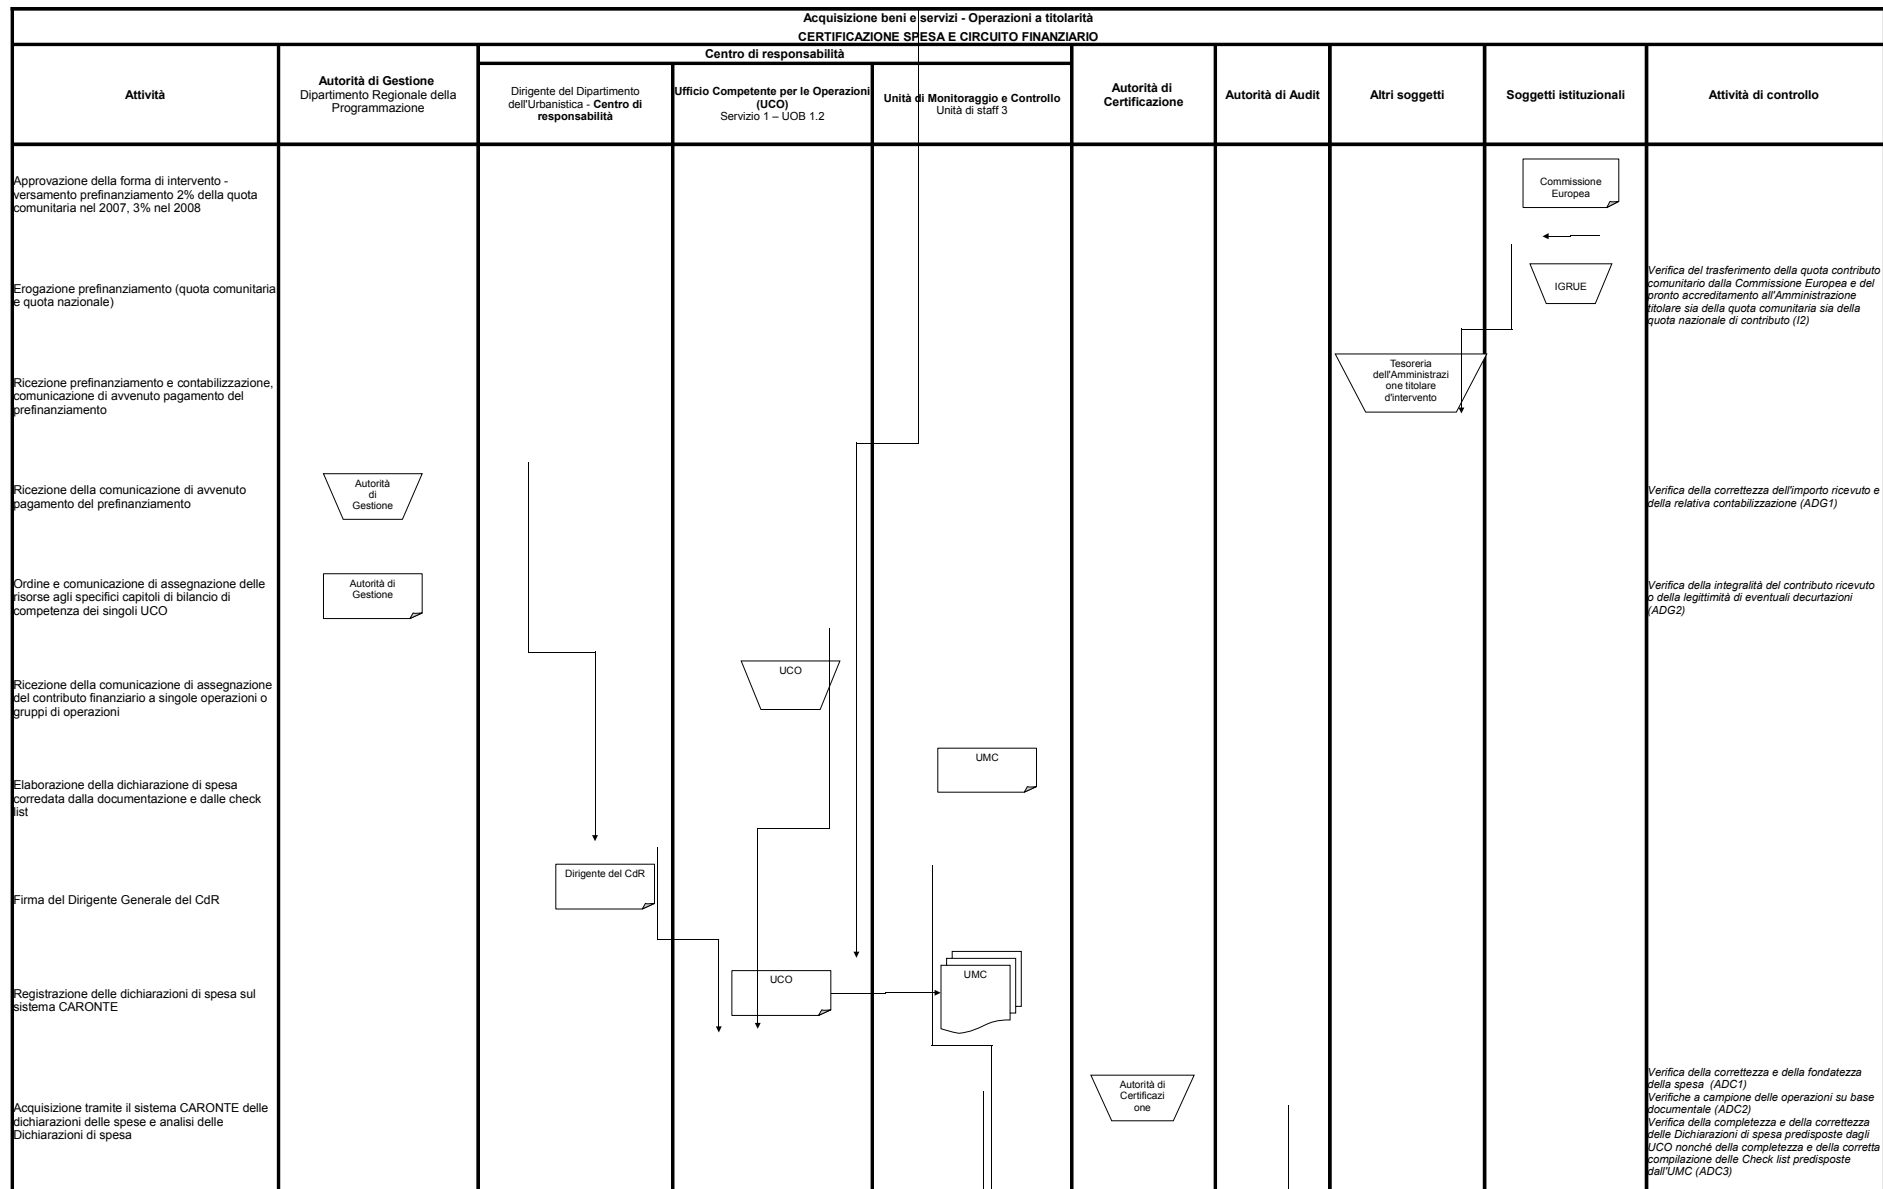 Acquisizione beni e servizi - Operazioni a titolarità
CERTIFICAZIONE SPESA E CIRCUITO FINANZIARIO
Attività
Autorità di Gestione
Dipartimento Regionale della
Programmazione
Centro di responsabilità
Dirigente del Dipartimento
dell'Urbanistica - Centro di
responsabilità
Ufficio Competente per le Operazioni
(UCO)
Servizio 1 – UOB 1.2
Unità di Monitoraggio e Controllo
Unità di staff 3
Autorità di
Certificazione
Autorità di Audit
Altri soggetti
Soggetti istituzionali
Attività di controllo
Approvazione della forma di intervento -
versamento prefinanziamento 2% della quota
comunitaria nel 2007, 3% nel 2008
Commissione
Europea
Erogazione prefinanziamento (quota comunitaria
e quota nazionale)
IGRUE
Verifica del trasferimento della quota contributo
comunitario dalla Commissione Europea e del
pronto accreditamento all'Amministrazione
titolare sia della quota comunitaria sia della
quota nazionale di contributo (I2)
Ricezione prefinanziamento e contabilizzazione,
comunicazione di avvenuto pagamento del
prefinanziamento
Tesoreria
dell'Amministrazi
one titolare
d'intervento
Ricezione della comunicazione di avvenuto
pagamento del prefinanziamento
Autorità
di
Gestione
Verifica della correttezza dell'importo ricevuto e
della relativa contabilizzazione (ADG1)
Ordine e comunicazione di assegnazione delle
risorse agli specifici capitoli di bilancio di
competenza dei singoli UCO
Autorità di
Gestione
Verifica della integralità del contributo ricevuto
o della legittimità di eventuali decurtazioni
(ADG2)
Ricezione della comunicazione di assegnazione
del contributo finanziario a singole operazioni o
gruppi di operazioni
UCO
Elaborazione della dichiarazione di spesa
corredata dalla documentazione e dalle check
list
UMC
Firma del Dirigente Generale del CdR
Dirigente del CdR
Registrazione delle dichiarazioni di spesa sul
sistema CARONTE
UCO
UMC
Acquisizione tramite il sistema CARONTE delle
dichiarazioni delle spese e analisi delle
Dichiarazioni di spesa
Autorità di
Certificazi
one
Verifica della correttezza e della fondatezza
della spesa  (ADC1)
Verifiche a campione delle operazioni su base
documentale (ADC2)
Verifica della completezza e della correttezza
delle Dichiarazioni di spesa predisposte dagli
UCO nonché della completezza e della corretta
compilazione delle Check list predisposte
dall'UMC (ADC3)